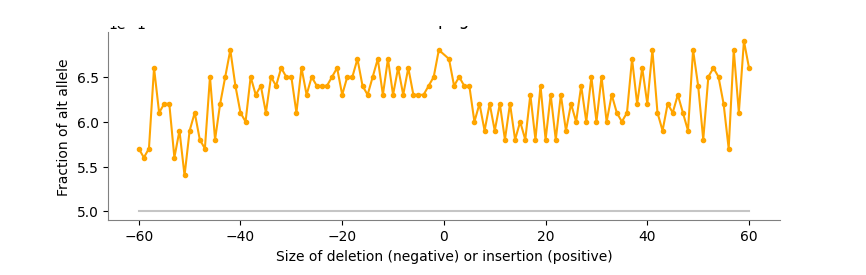 6.5
6.0
5.5
5.0
Fraction of alt allele
−60 −40 −20 0 20 40 60
Size of deletion (negative) or insertion (positive)